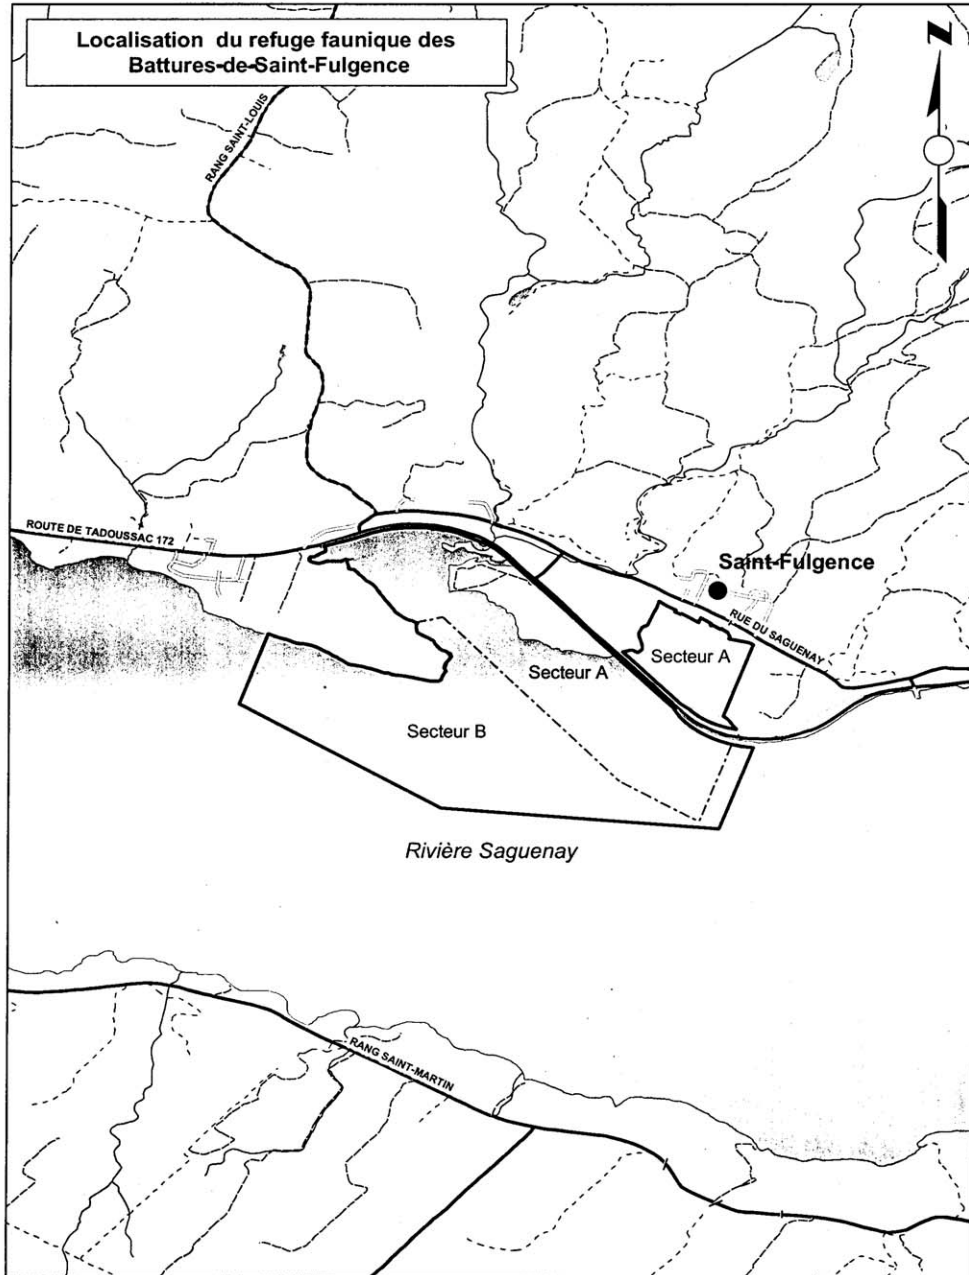 Localisation du refuge faunique des
Battures-de-Saint-Fulgence
N
RANG SAINT-LOUIS
ROUTE DE TADOUSSAC 172
Saint-Fulgence
RUE DU SAGUENAY
Secteur A
Secteur A
Secteur B
Rivière Saguenay
RANG SAINT-MARTIN